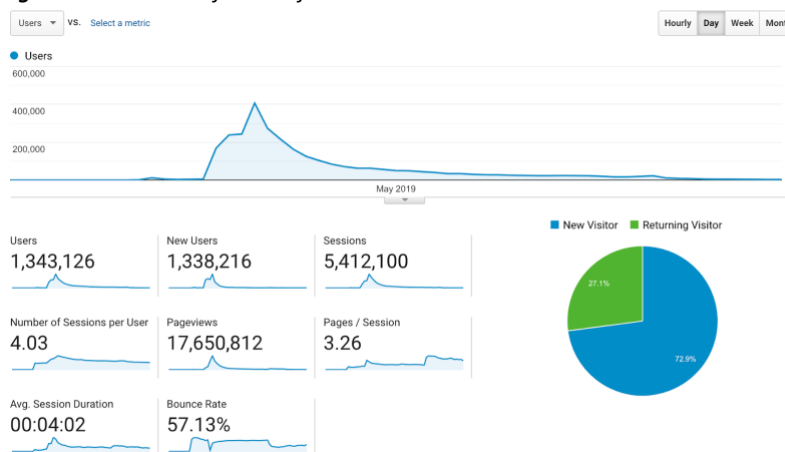 Users vs. Select a metric
Hourly Day Week
Users
600,000
400,000
200,000
May 2019
New Visitor Returning Visitor
Users New Users Sessions
1,343,126 1,338,216 5,412,100
27.1%
Number of Sessions per User Pageviews Pages / Session
4.03 17,650,812 3.26
72.9%
Avg. Session Duration Bounce Rate
00:04:02 57.13%